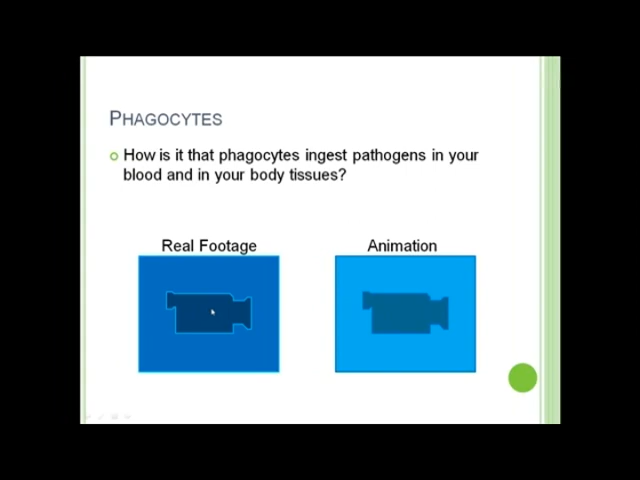 PHAGOCYTES
How is it that phagocytes ingest pathogens in your
blood and in your body tissues?
Real Footage
Animation